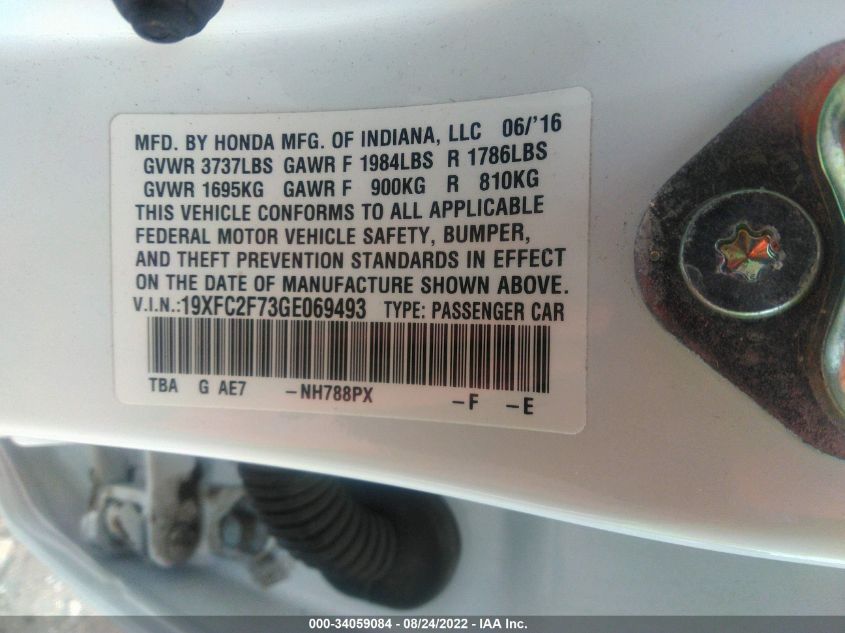 MFD. BY HONDA MFG. OF INDIANA, LLC 06/'16
GVWR 3737LBS GAWR F 1984LBS R 1786LBS
GVWR 1695KG GAWR F 900KG R 810KG
THIS VEHICLE CONFORMS TO ALL APPLICABLE
FEDERAL MOTOR VEHICLE SAFETY, BUMPER,
AND THEFT PREVENTION STANDARDS IN EFFECT
ON THE DATE OF MANUFACTURE SHOWN ABOVE.
V.I.N.:19XFC2F73GE069493 TYPE: PASSENGER CAR
TBA G AE7 -NH788PX -F -E
000-34059084 - 08/24/2022 - IAA Inc.